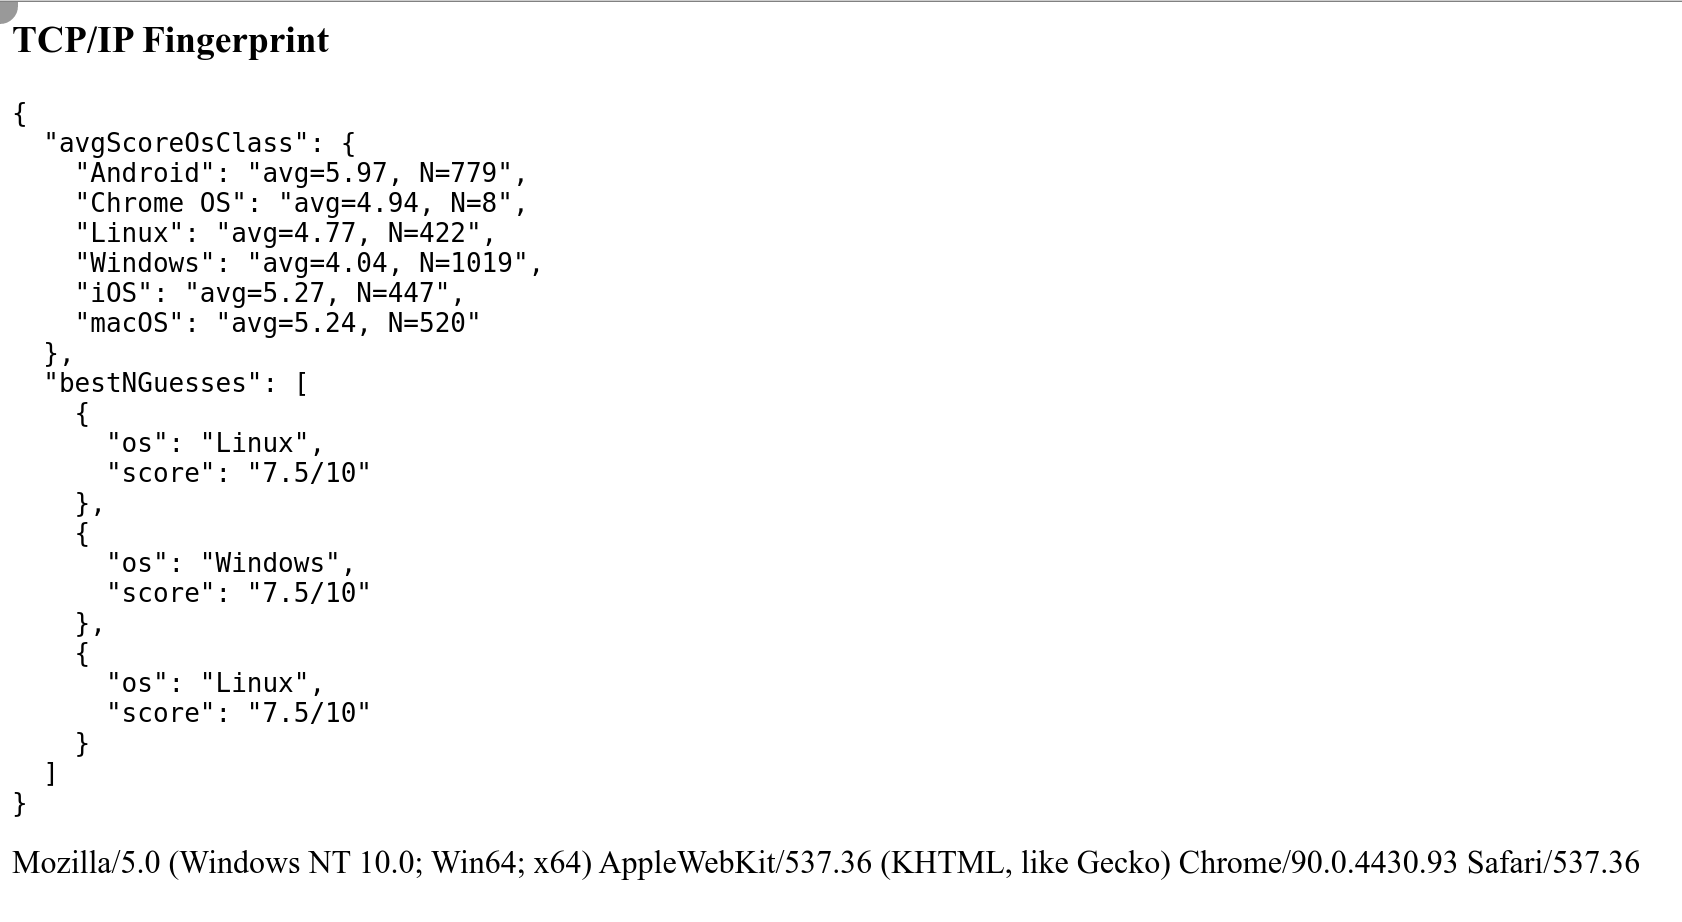 TCP/IP Fingerprint
{
  "avgScoreOsClass": {
    "Android": "avg=5.97, N=779",
    "Chrome OS": "avg=4.94, N=8",
    "Linux": "avg=4.77, N=422",
    "Windows": "avg=4.04, N=1019",
    "iOS": "avg=5.27, N=447",
    "macOS": "avg=5.24, N=520"
  },
  "bestNGuesses": [
    {
      "os": "Linux",
      "score": "7.5/10"
    },
    {
      "os": "Windows",
      "score": "7.5/10"
    },
    {
      "os": "Linux",
      "score": "7.5/10"
    }
  ]
}
Mozilla/5.0 (Windows NT 10.0; Win64; x64) AppleWebKit/537.36 (KHTML, like Gecko) Chrome/90.0.4430.93 Safari/537.36